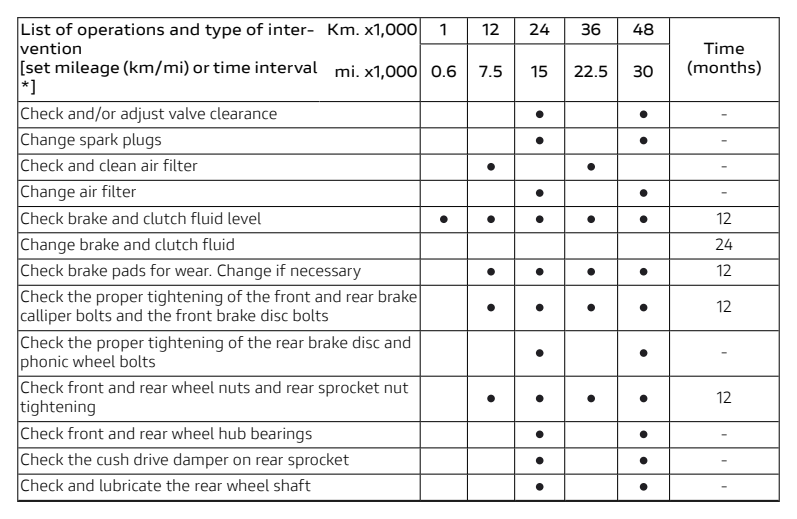 List of operations and type of inter- Km. x1,000 1 12 24 36 48 Time
vention
[set mileage (km/mi) or time interval mi. x1,000 0.6 7.5 15 22.5 30 (months)
*]
Check and/or adjust valve clearance ● ● -
Change spark plugs ● ● -
Check and clean air filter ● ● -
Change air filter ● ● -
Check brake and clutch fluid level ● ● ● ● ● 12
Change brake and clutch fluid 24
Check brake pads for wear. Change if necessary ● ● ● ● 12
Check the proper tightening of the front and rear brake
calliper bolts and the front brake disc bolts ● ● ● ● 12
Check the proper tightening of the rear brake disc and
phonic wheel bolts ● ● -
Check front and rear wheel nuts and rear sprocket nut
tightening ● ● ● ● 12
Check front and rear wheel hub bearings ● ● -
Check the cush drive damper on rear sprocket ● ● -
Check and lubricate the rear wheel shaft ● ● -